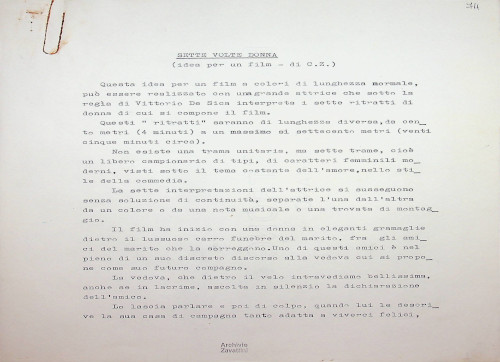 SETTE VOLTE DONNA
(idea per un film - di C.Z.)
Questa idea per un film a colori di lunghezza normale,
può essere realizzata con una grande attrice che sotto la
regia di Vittorio De Sica interpreta i sette ritratti di
donna di cui si compone il film.
Questi " ritratti" saranno di lunghezza diversa, da cen_
to metri (4 minuti) a un massimo di settecento metri (venti
cinque minuti circa).
Non esiste una trama unitaria, ma sette trame, cioè
un libero campionario di tipi, di caratteri femminili mo_
derni, visti sotto il tema costante dell'amore, nello sti_
le della commedia.
Le sette interpretazioni dell'attrice si susseguono
senza soluzione di continuità, separate l'una dall'altra
da un colore o da una nota musicale o una trovata di montag_
gio.
Il film ha inizio con una donna in eleganti gramaglie
dietro il lussuoso carro funebre del marito, fra gli ami_
ci del marito che la sorreggono. Uno di questi amici è nel
pieno di un suo discreto discorso alla vedova cui si propo_
ne come suo futuro compagno.
La vedova, che dietro il velo intravediamo bellissima,
anche se in lacrime, ascolta in silenzio la dichiarazione
dell'amico.
Lo lascia parlare e poi di colpo, quando lui le descri_
ve la sua casa di campagna tanto adatta a viverci felici,
Archivio
Zavattini